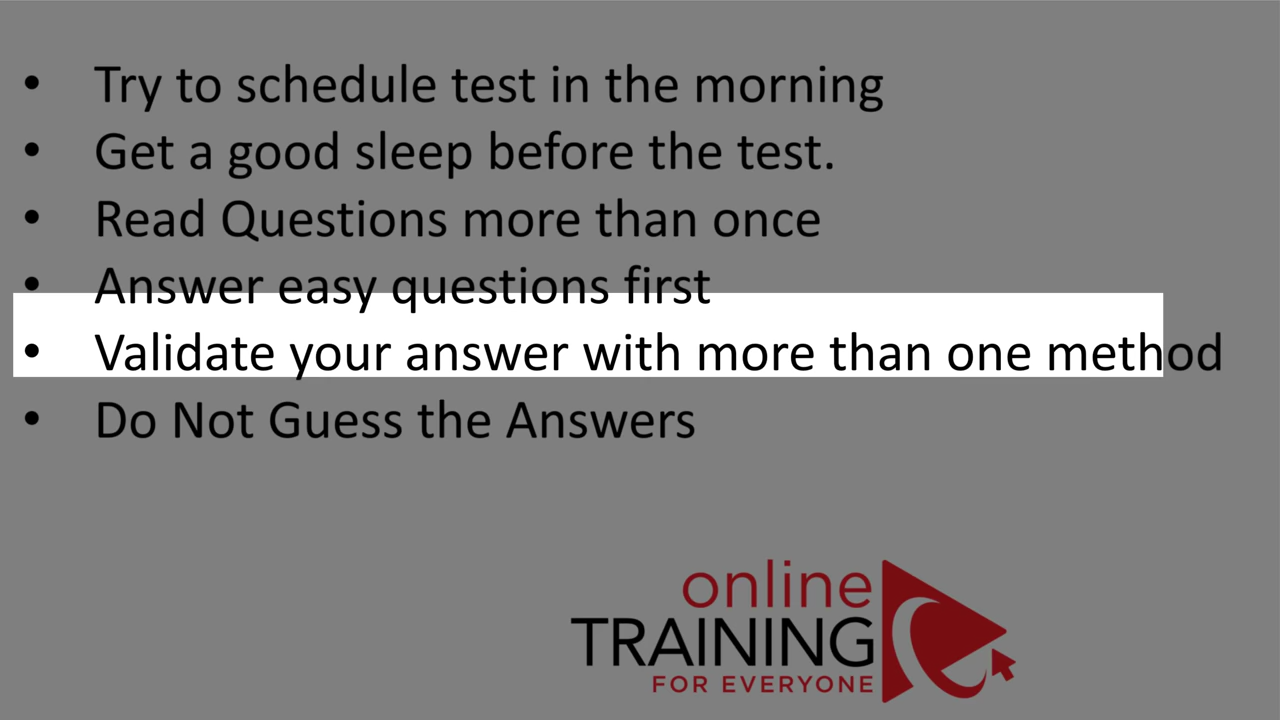 • Try to schedule test in the morning
• Get a good sleep before the test.
• Read Questions more than once
• Answer easy questions first
• Validate your answer with more than one method
• Do Not Guess the Answers
online
TRAINING
FOR EVERYONE